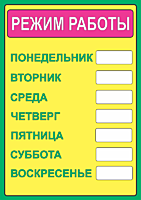 РЕЖИМ РАБОТЫ
ПОНЕДЕЛЬНИК
ВТОРНИК
СРЕДА
ЧЕТВЕРГ
ПЯТНИЦА
СУББОТА
ВОСКРЕСЕНЬЕ